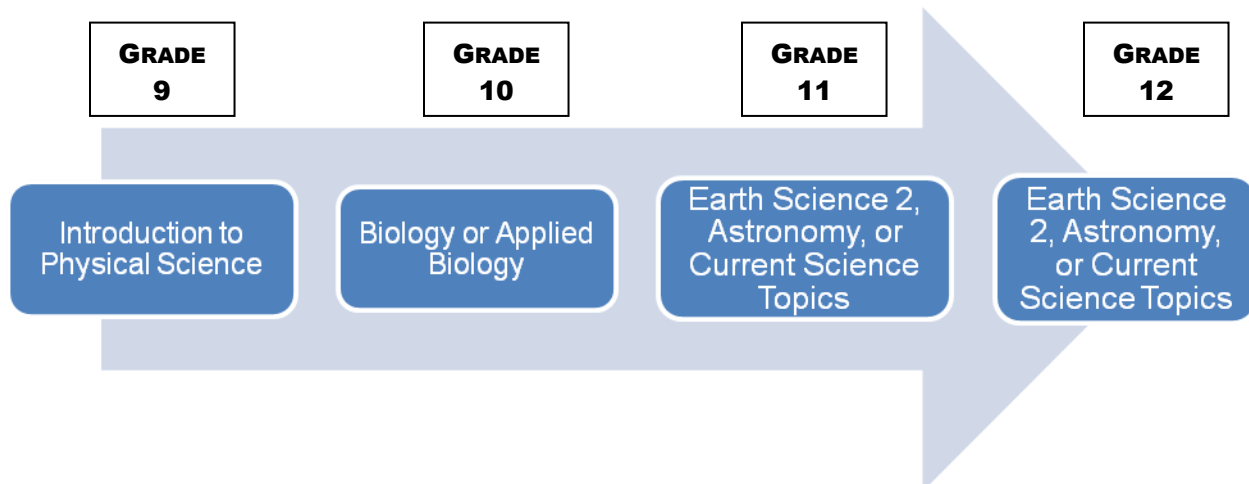 GRADE
9
GRADE
10
GRADE
11
GRADE
12
Introduction to
Physical Science
Biology or Applied
Biology
Earth Science 2,
Astronomy, or
Current Science
Topics
Earth Science
2, Astronomy,
or Current
Science Topics